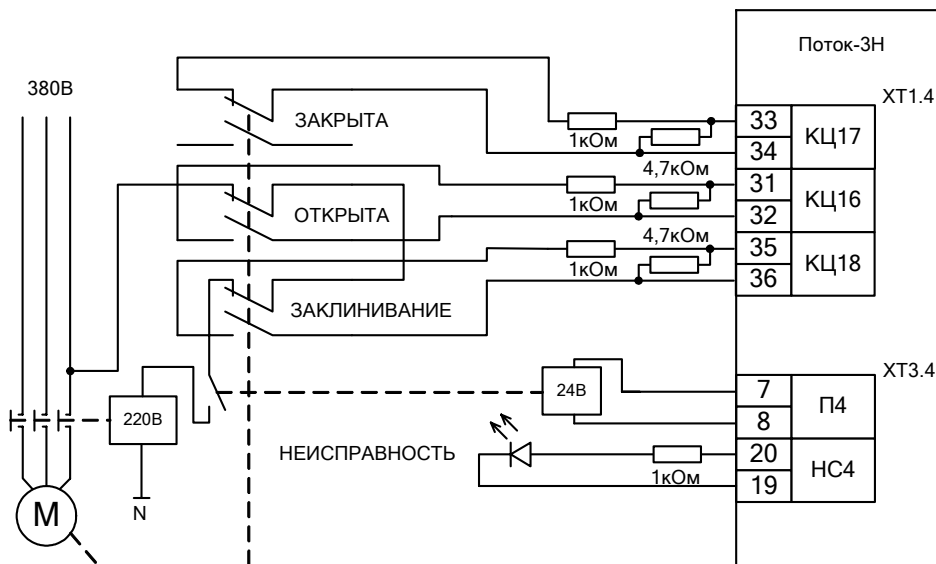 Поток-3Н
380В
ХТ1.4
ЗАКРЫТА
1кОм
33
34
КЦ17
4,7кОм
ОТКРЫТА
1кОм
31
32
КЦ16
4,7кОм
ЗАКЛИНИВАНИЕ
1кОм
35
36
КЦ18
ХТ3.4
220В
24В
7
8
П4
НЕИСПРАВНОСТЬ
1кОм
20
19
НС4
N
М